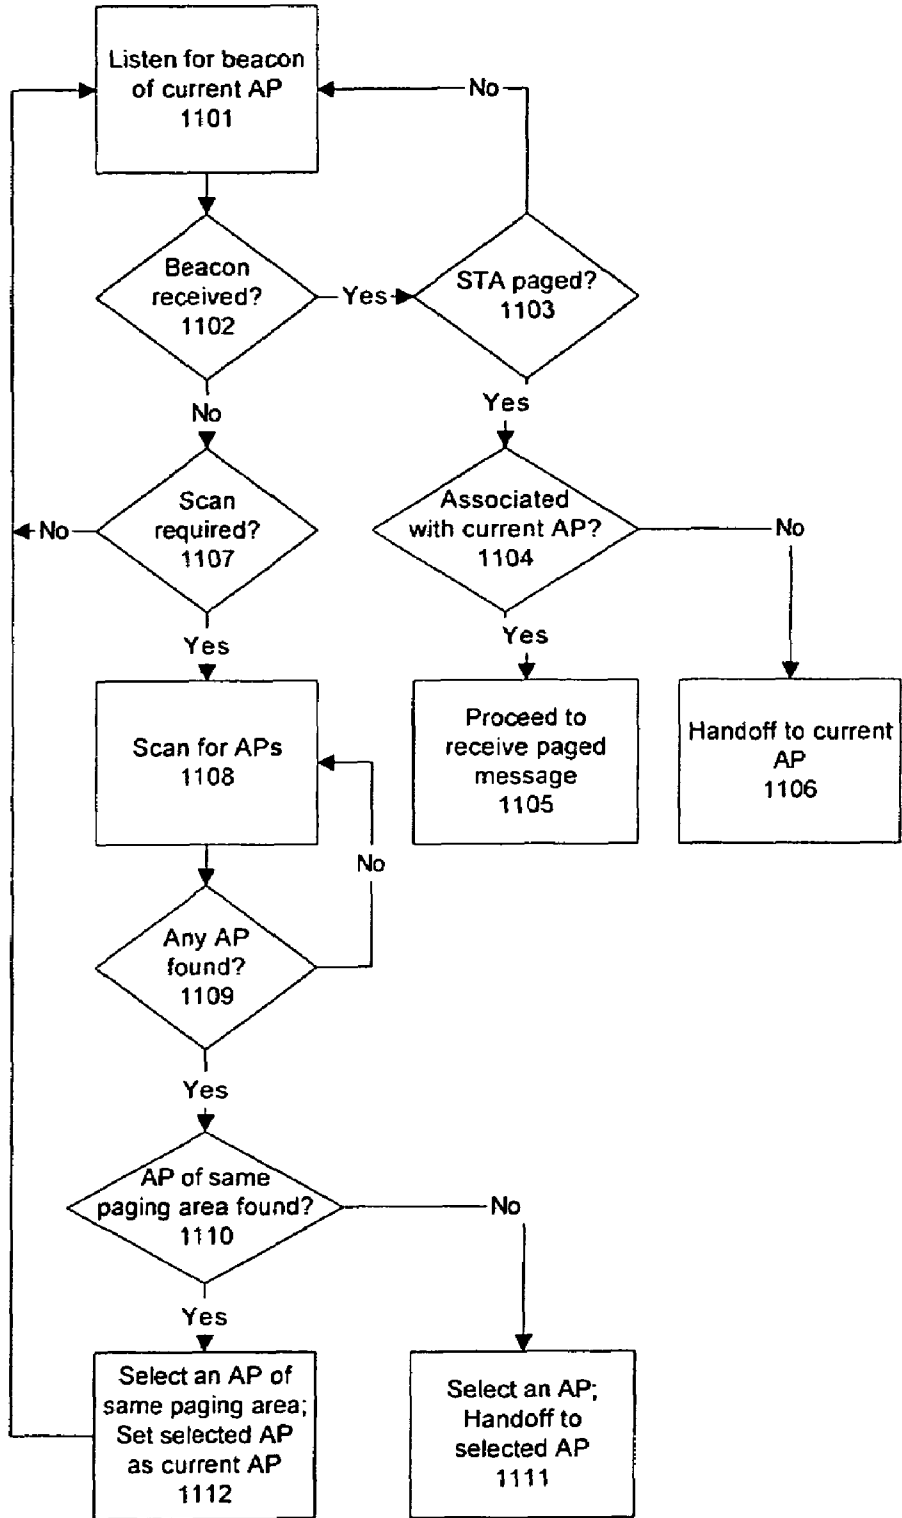 Listen for beacon
of current AP
1101
No
Beacon
received?
1102
Yes
STA paged?
1103
No
Yes
Scan
required?
1107
No
Associated
with current AP?
1104
No
Yes
Yes
Scan for APs
1108
Proceed to
receive paged
message
1105
Handoff to current
AP
1106
No
Any AP
found?
1109
Yes
AP of same
paging area found?
1110
No
Yes
Select an AP of
same paging area;
Set selected AP
as current AP
1112
Select an AP;
Handoff to
selected AP
1111